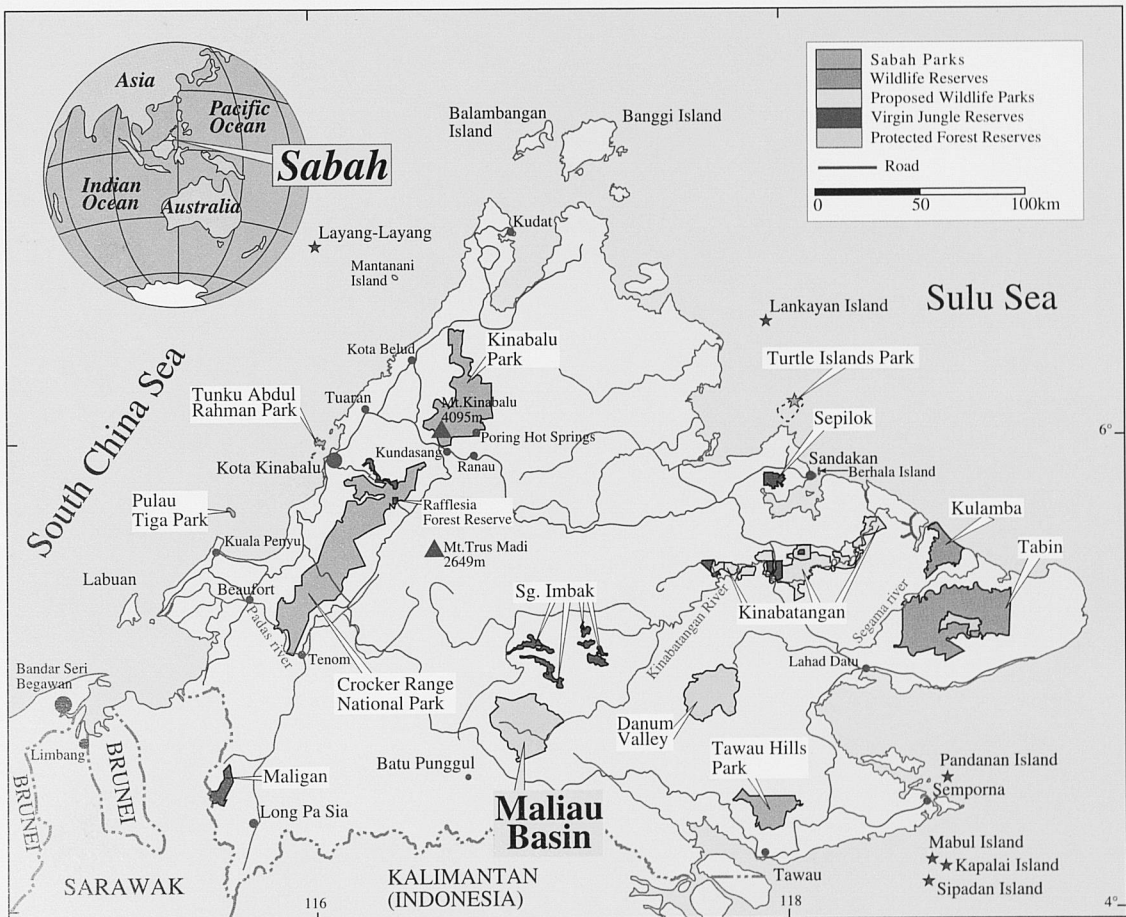 Asia
Pacific
Ocean
Sabah
Indian
Ocean
Australia
Sabah Parks
Wildlife Reserves
Proposed Wildlife Parks
Virgin Jungle Reserves
Protected Forest Reserves
Road
0 50 100km
Balambangan
Island
Banggi Island
Kudat
Layang-Layang
Mantanani
Island
Sulu Sea
Lankayan Island
South China Sea
Kota Belud
Kinabalu
Park
Turtle Islands Park
Tunku Abdul
Rahman Park
Tuaran
Mt.Kinabalu
4095m
Poring Hot Springs
Sepilok
6°
Kota Kinabalu
Kundasang
Ranau
Sandakan
Berhala Island
Pulau
Tiga Park
Rafflesia
Forest Reserve
Kulamba
Kuala Penyu
Mt.Trus Madi
2649m
Tabin
Labuan
Beaufort
Padas river
Sg. Imbak
Kinabatangan River
Kinabatangan
Segama river
Tenom
Lahad Datu
Bandar Seri
Begawan
Crocker Range
National Park
Limbang
BRUNEI
BRUNEI
Danum
Valley
Maligan
Batu Punggul
Tawau Hills
Park
Pandanan Island
Semporna
Long Pa Sia
Maliau
Basin
Mabul Island
Kapalai Island
Sipadan Island
Tawau
SARAWAK
KALIMANTAN
(INDONESIA)
116
118
4°